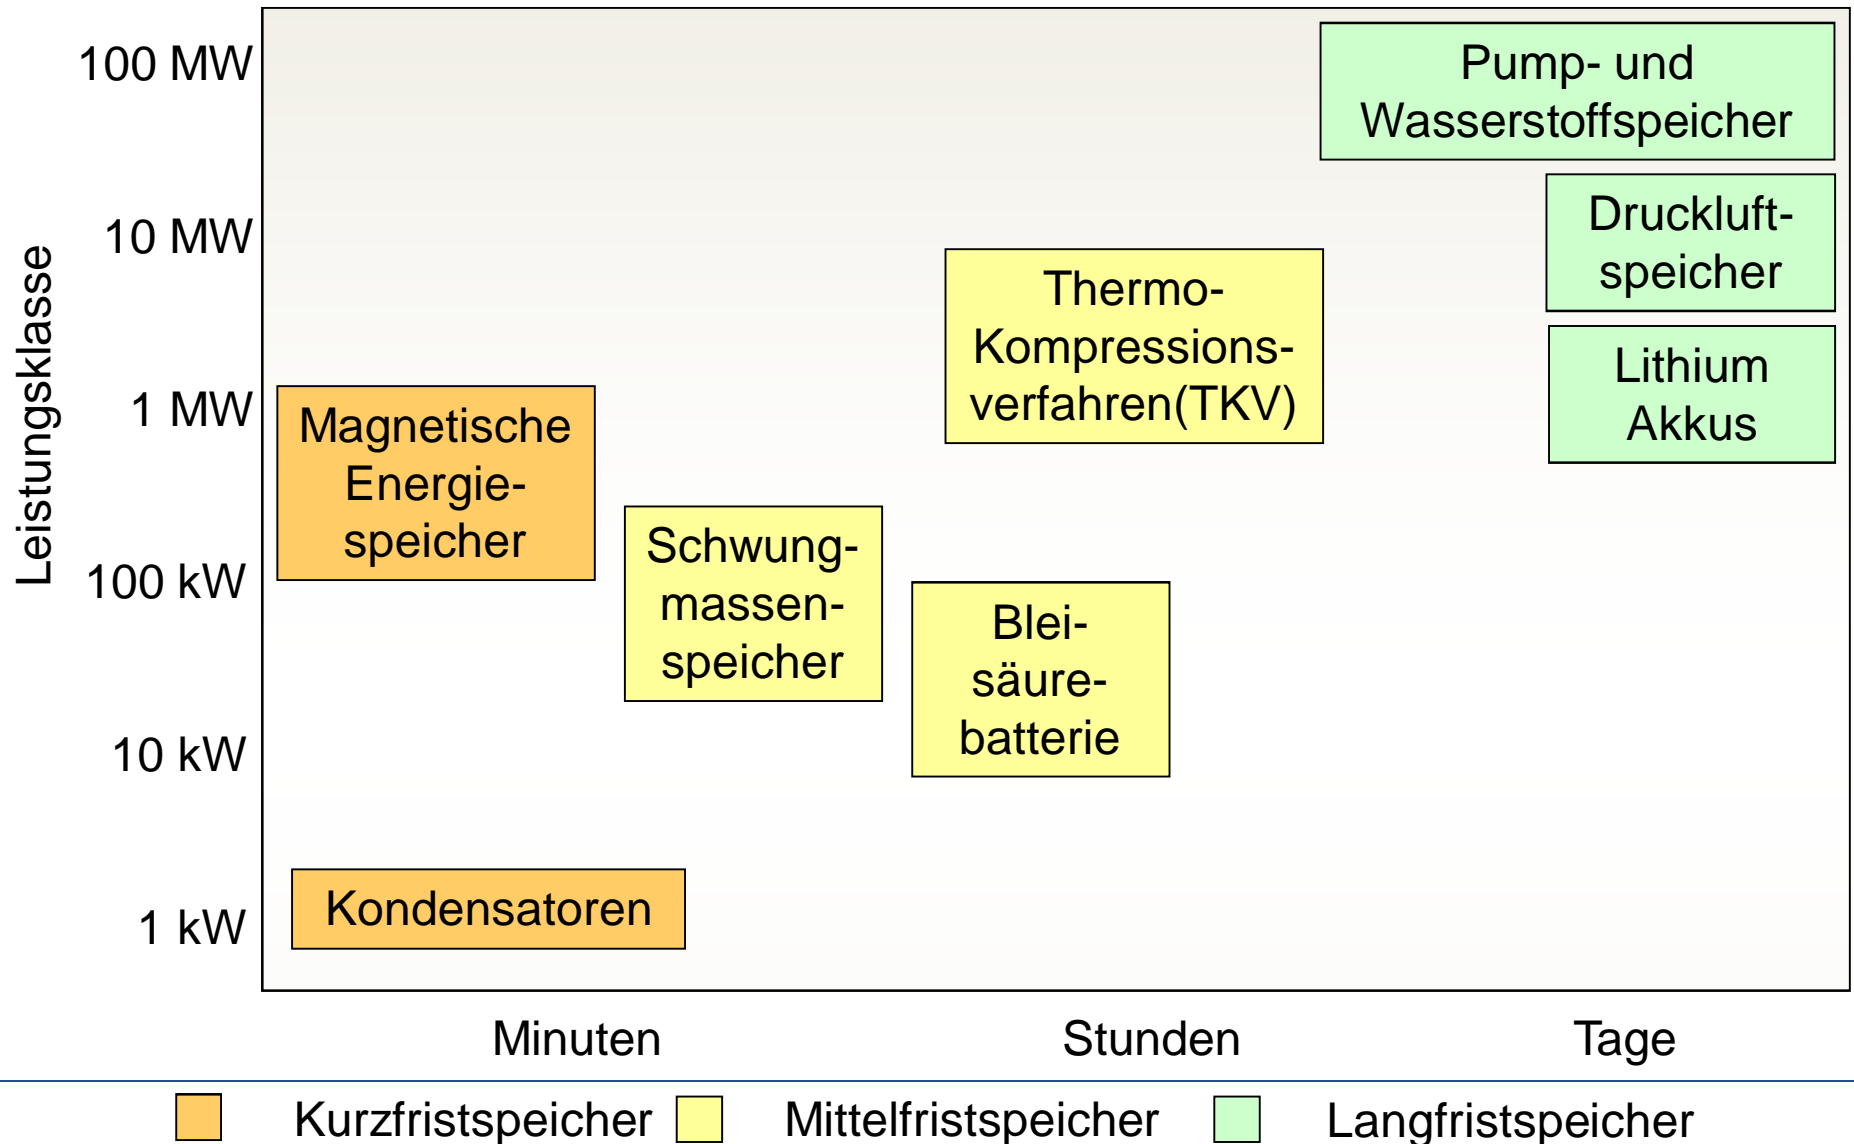 100 MW
10 MW
1 MW
100 kW
10 kW
1 kW
Leistungsklasse
Pump- und
Wasserstoffspeicher
Druckluft-
speicher
Thermo-
Kompressions-
verfahren(TKV)
Lithium
Akkus
Magnetische
Energie-
speicher
Schwung-
massen-
speicher
Blei-
säure-
batterie
Kondensatoren
Minuten
Stunden
Tage
Kurzfristspeicher
Mittelfristspeicher
Langfristspeicher